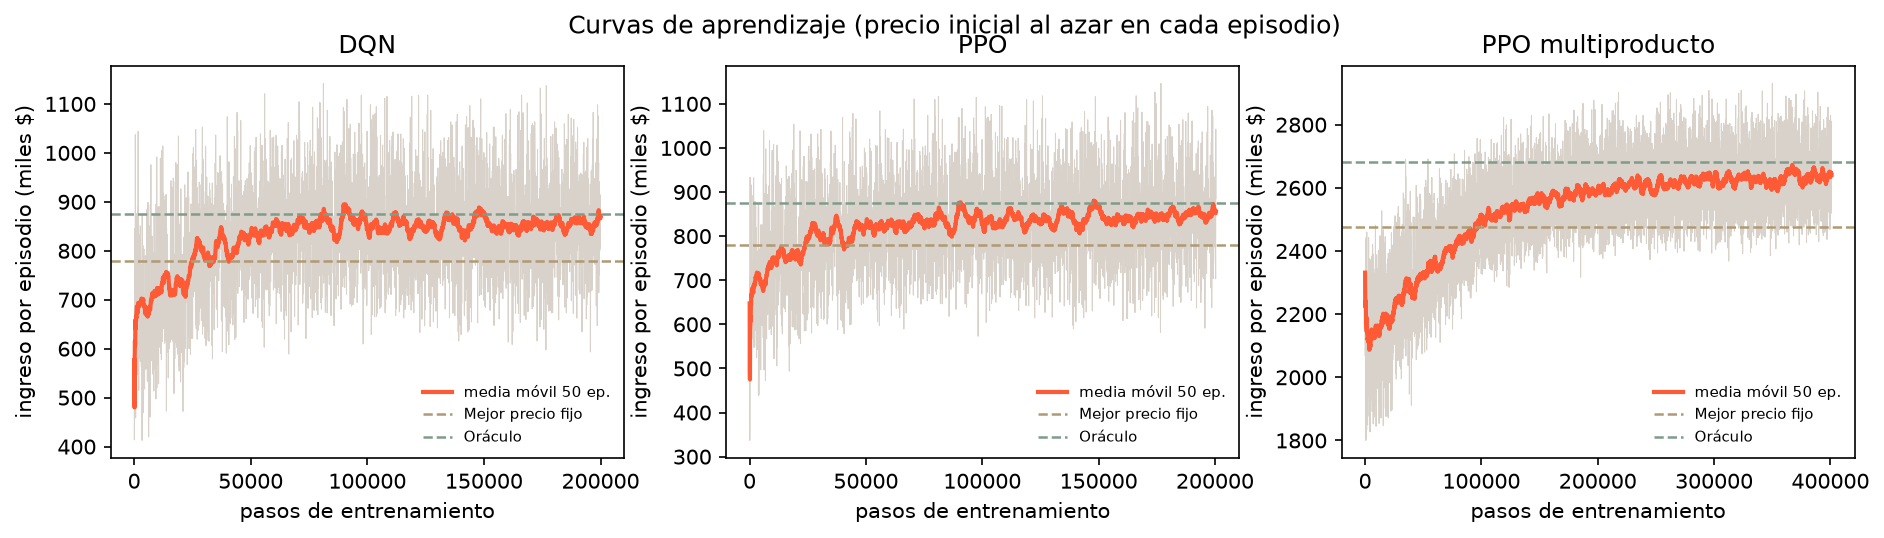 Curvas de aprendizaje (precio inicial al azar en cada episodio)
DQN
ingreso por episodio (miles $)
1100
1000
900
800
700
600
500
400
media móvil 50 ep.
Mejor precio fijo
Oráculo
0 50000 100000 150000 200000
pasos de entrenamiento
PPO
ingreso por episodio (miles $)
1100
1000
900
800
700
600
500
400
300
media móvil 50 ep.
Mejor precio fijo
Oráculo
0 50000 100000 150000 200000
pasos de entrenamiento
PPO multiproducto
ingreso por episodio (miles $)
2800
2600
2400
2200
2000
1800
media móvil 50 ep.
Mejor precio fijo
Oráculo
0 100000 200000 300000 400000
pasos de entrenamiento